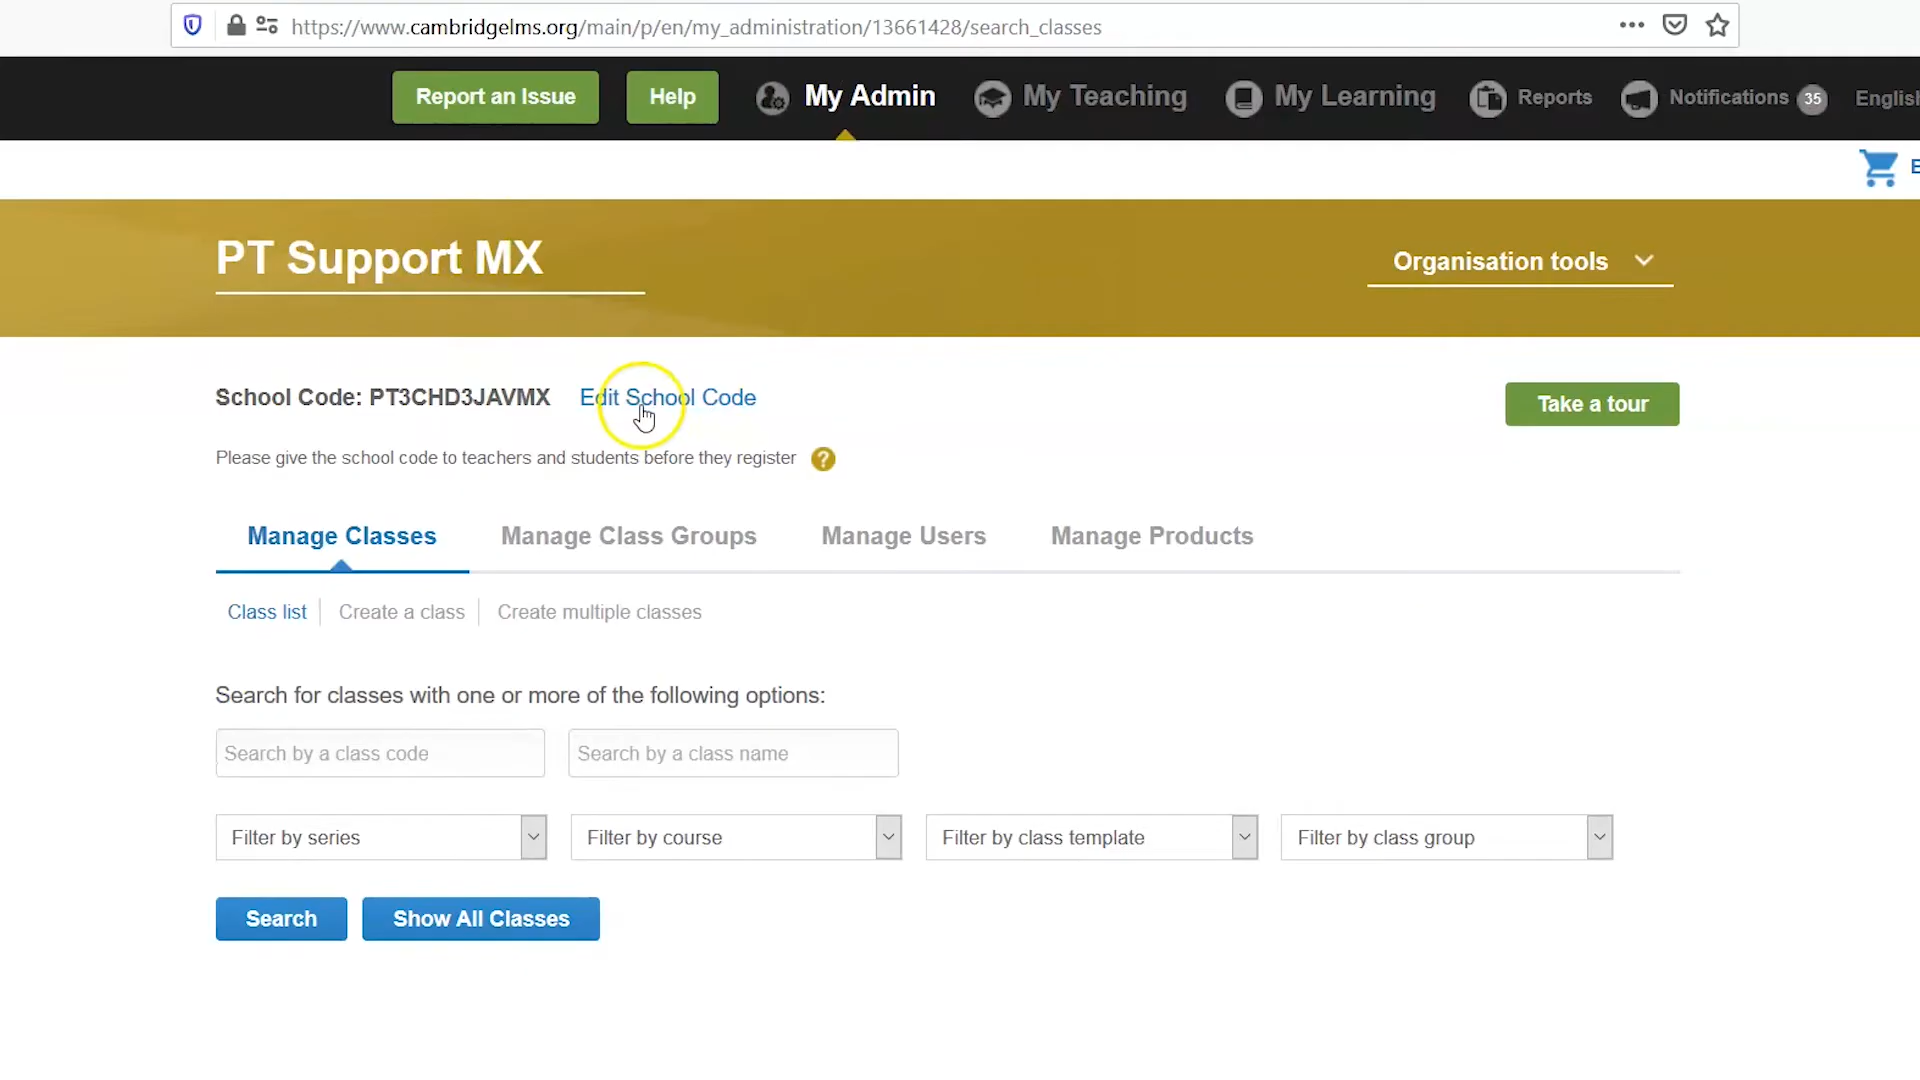 https://www.cambridgelms.org/main/p/en/my_administration/13661428/search_classes
Report an Issue
Help
My Admin
My Teaching
My Learning
Reports
Notifications 35
English
PT Support MX
Organisation tools
School Code: PT3CHD3JAVMX
Edit School Code
Take a tour
Please give the school code to teachers and students before they register ?
Manage Classes
Manage Class Groups
Manage Users
Manage Products
Class list
Create a class
Create multiple classes
Search for classes with one or more of the following options:
Search by a class code
Search by a class name
Filter by series
Filter by course
Filter by class template
Filter by class group
Search
Show All Classes